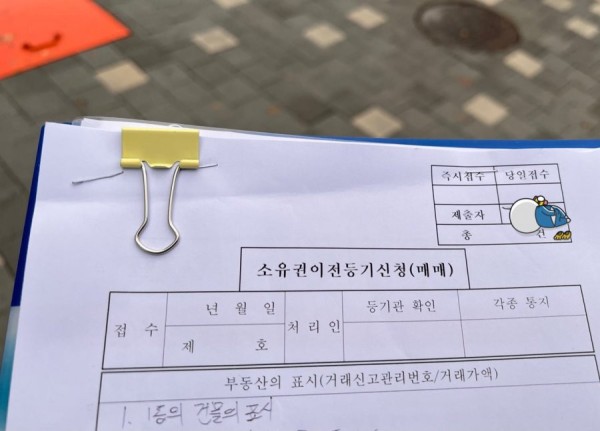 즉시접수 당일접수
제출자
총 건
소유권이전등기신청(매매)
접 수 년 월 일 처 리 인 등기관 확인 각종 통지
제 호
부동산의 표시(거래신고관리번호/거래가액)
1. 1동의 건물의 표시